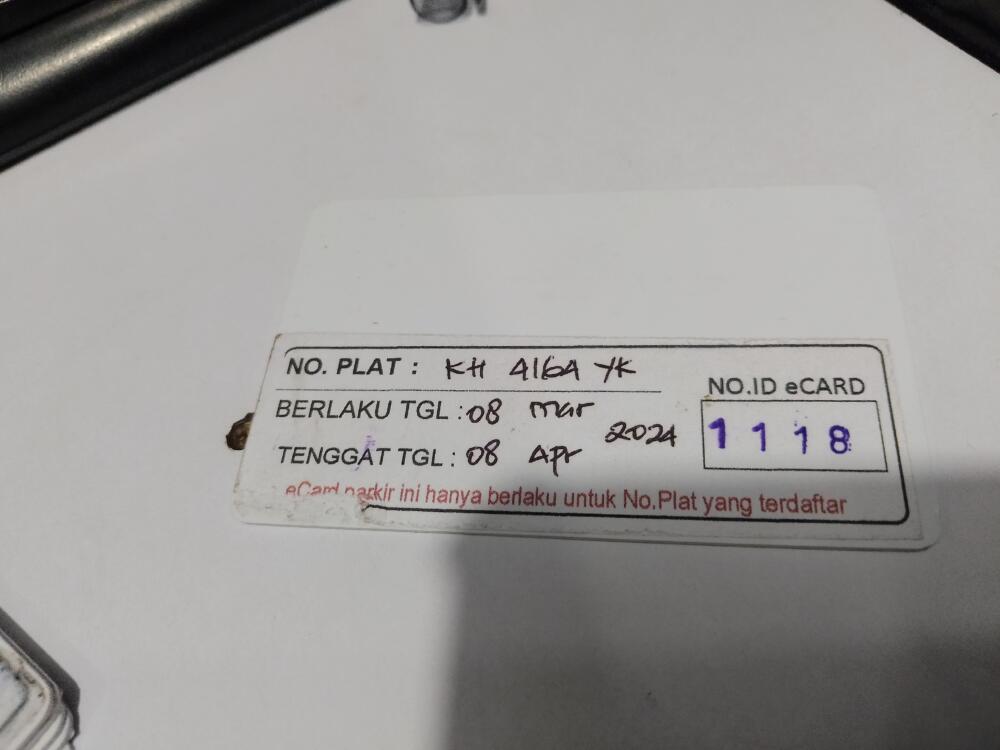 NO. PLAT : KH 4164 YK
BERLAKU TGL : 08 mar
2024
TENGGAT TGL : 08 Apr
eCard parkir ini hanya berlaku untuk No.Plat yang terdaftar
NO.ID eCARD
1118